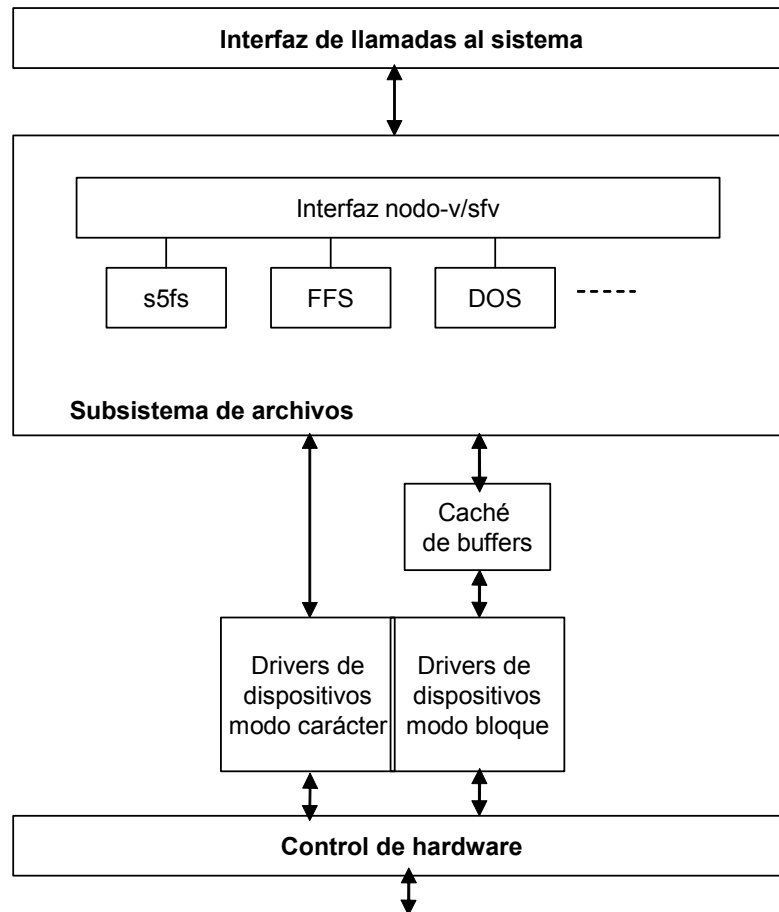 Interfaz de llamadas al sistema
Interfaz nodo-v/sfv
s5fs
FFS
DOS
Subsistema de archivos
Caché
de buffers
Drivers de
dispositivos
modo carácter
Drivers de
dispositivos
modo bloque
Control de hardware